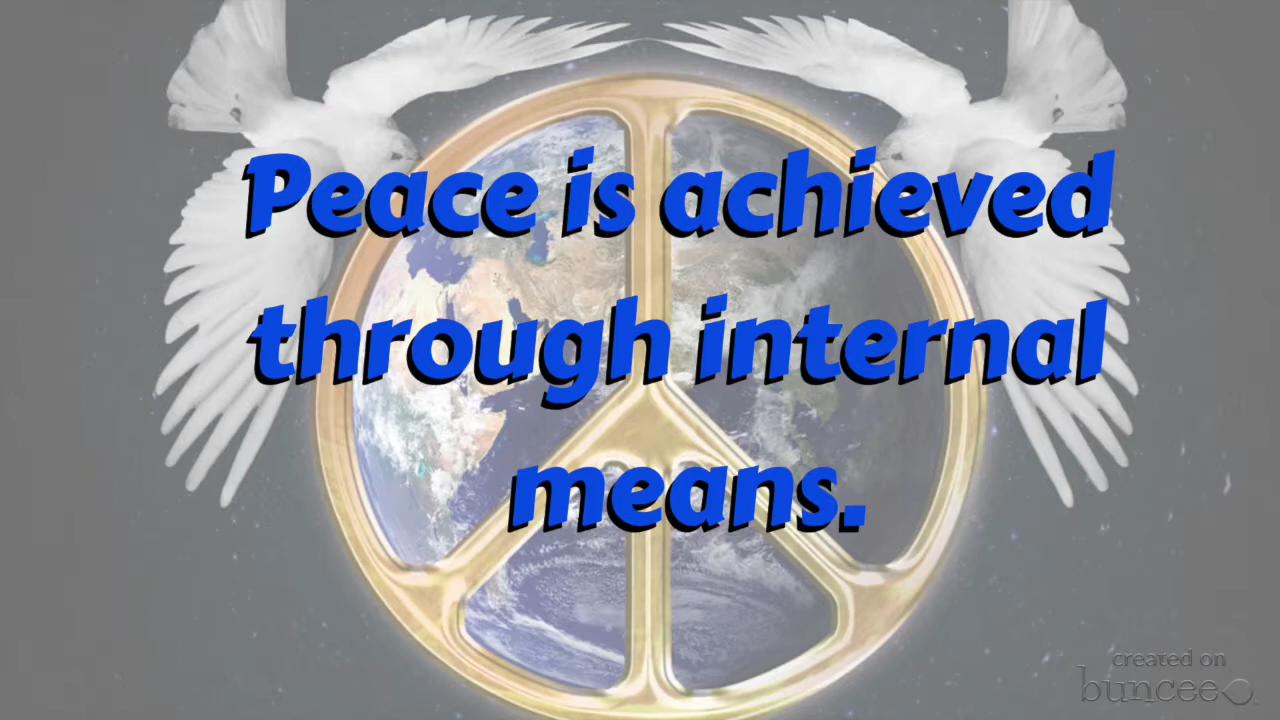 Peace is achieved
through internal
means.
created on
buncee